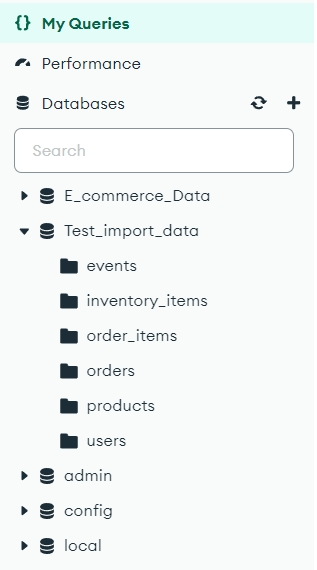 My Queries
Performance
Databases
Search
E_commerce_Data
Test_import_data
events
inventory_items
order_items
orders
products
users
admin
config
local